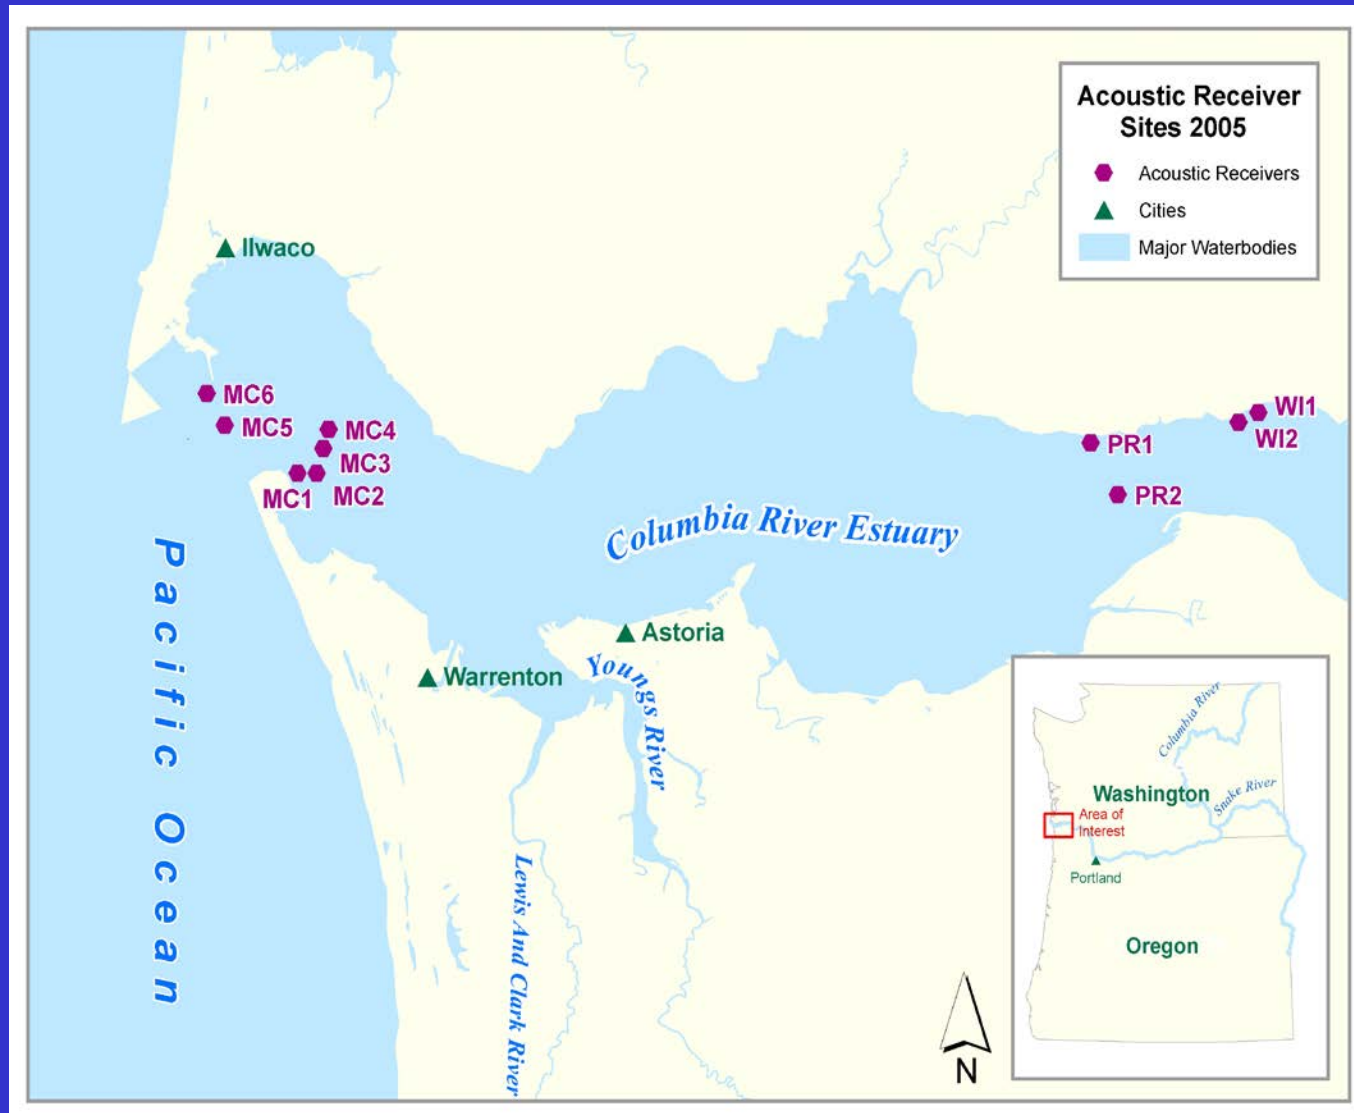 Acoustic Receiver
Sites 2005
Acoustic Receivers
Cities
Major Waterbodies
Ilwaco
MC6
MC5
MC4
MC3
MC1
MC2
WI1
WI2
PR1
PR2
Columbia River Estuary
Pacific Ocean
Astoria
Warrenton
Youngs River
Lewis And Clark River
Columbia River
Washington
Snake River
Area of
Interest
Portland
Oregon
N